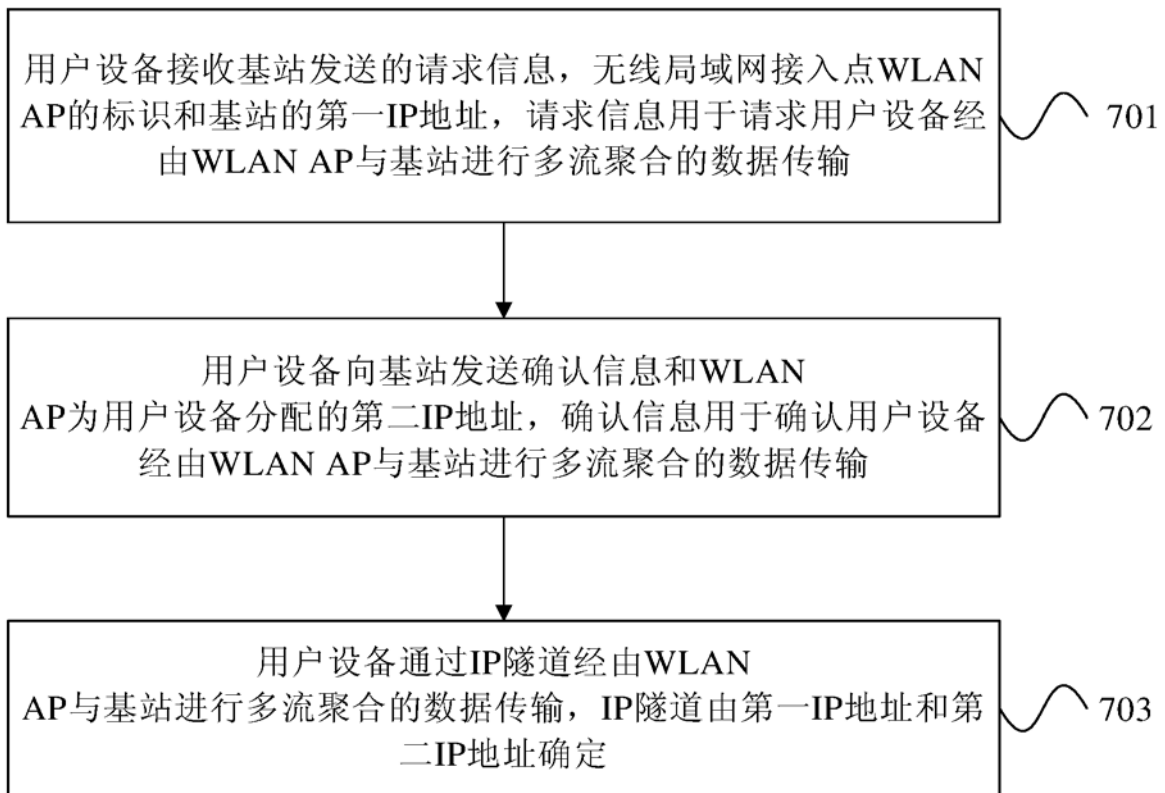 用户设备接收基站发送的请求信息，无线局域网接入点WLAN
AP的标识和基站的第一IP地址，请求信息用于请求用户设备经
由WLAN AP与基站进行多流聚合的数据传输
701
用户设备向基站发送确认信息和WLAN
AP为用户设备分配的第二IP地址，确认信息用于确认用户设备
经由WLAN AP与基站进行多流聚合的数据传输
702
用户设备通过IP隧道经由WLAN
AP与基站进行多流聚合的数据传输，IP隧道由第一IP地址和第
二IP地址确定
703